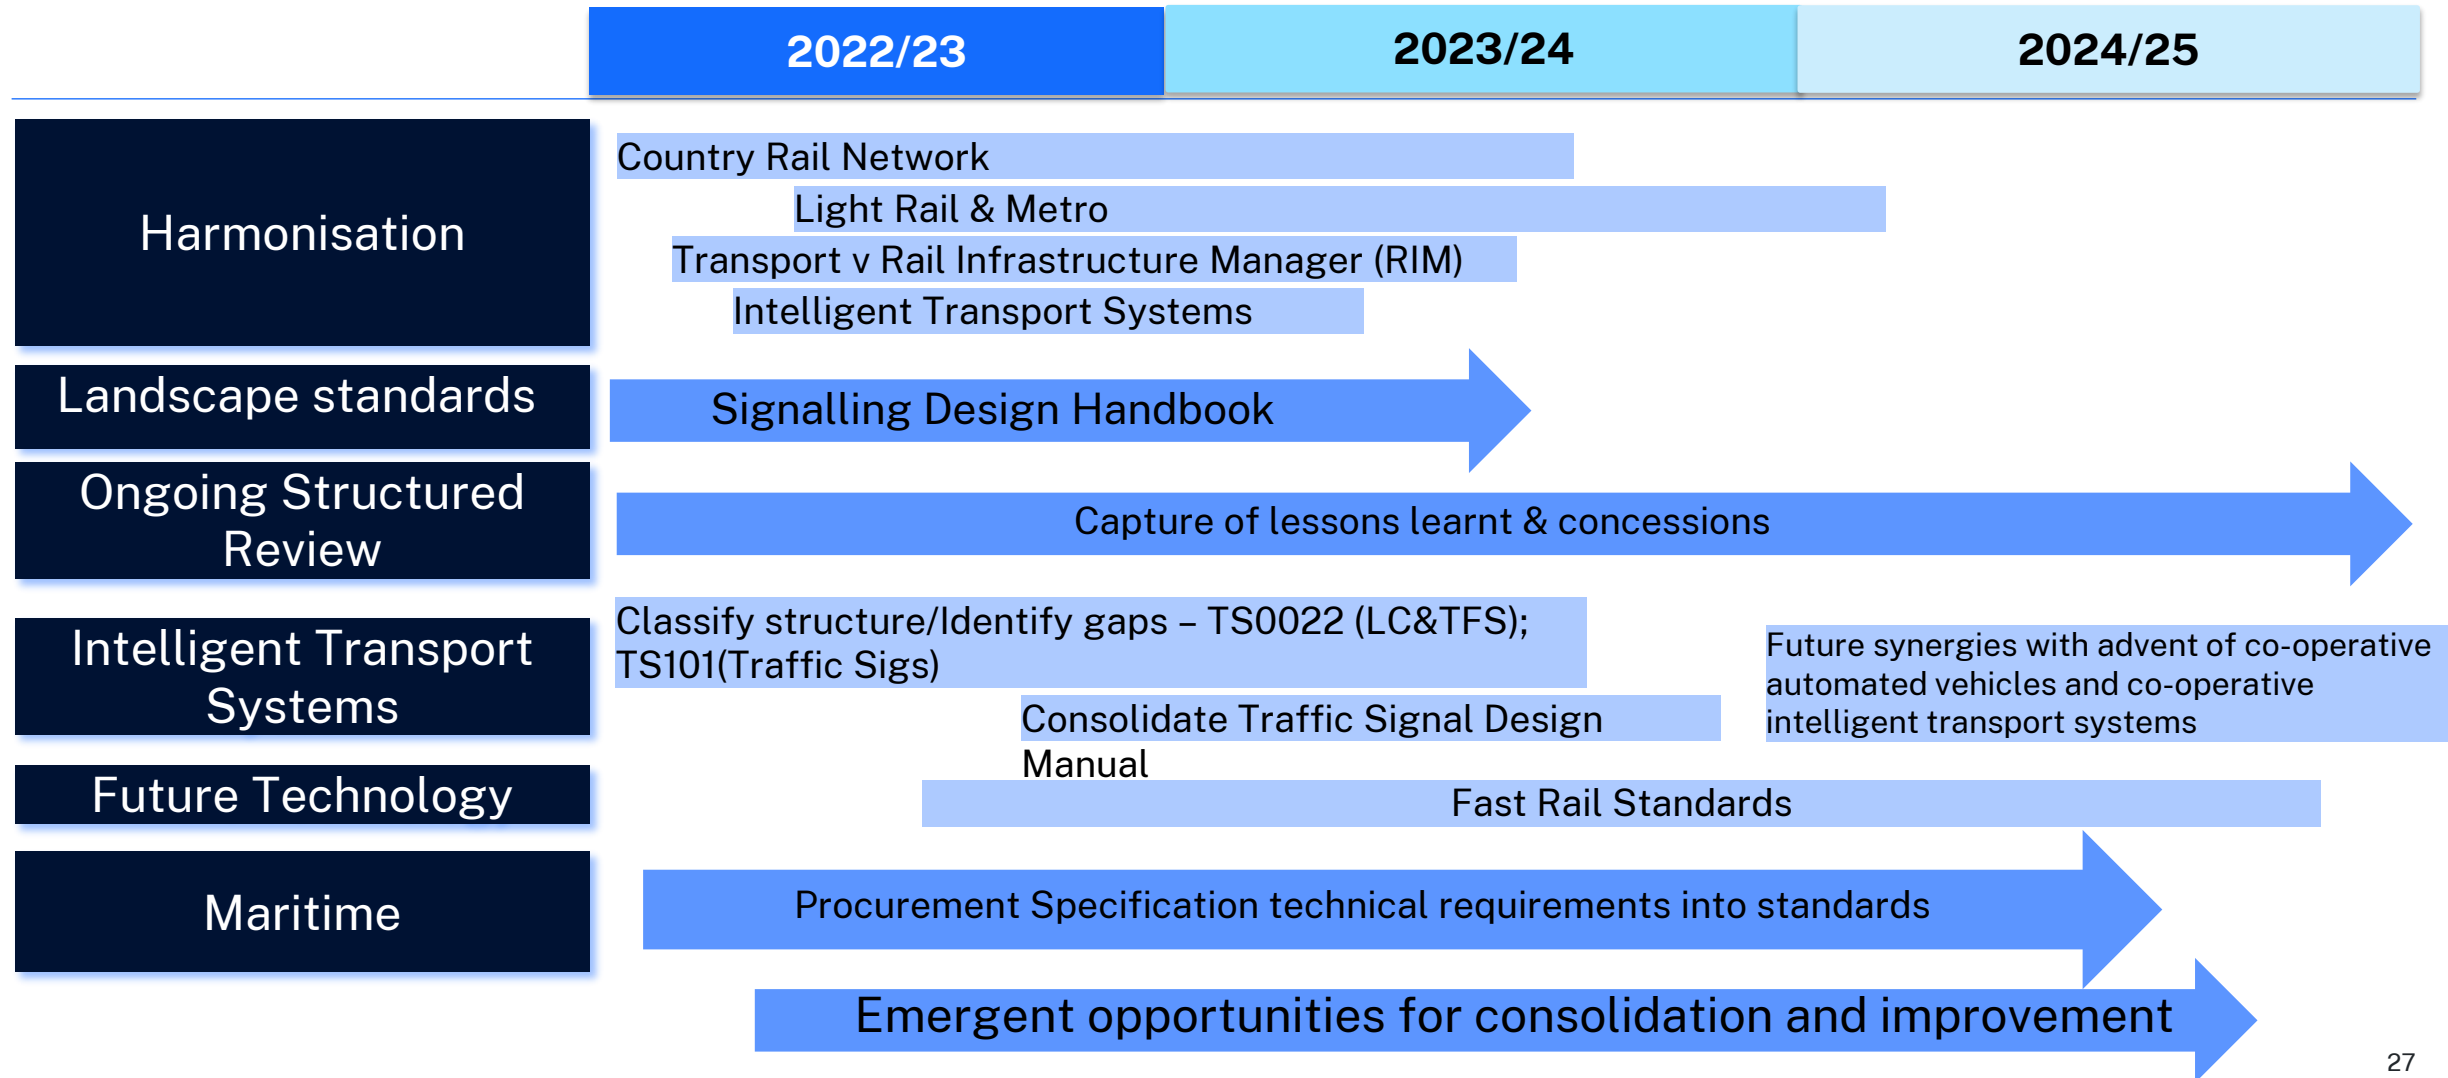 2022/23
2023/24
2024/25
Harmonisation
Country Rail Network
Light Rail & Metro
Transport v Rail Infrastructure Manager (RIM)
Intelligent Transport Systems
Landscape standards
Signalling Design Handbook
Ongoing Structured
Review
Capture of lessons learnt & concessions
Intelligent Transport
Systems
Classify structure/Identify gaps – TS0022 (LC&TFS);
TS101(Traffic Sigs)
Consolidate Traffic Signal Design
Manual
Future synergies with advent of co-operative
automated vehicles and co-operative
intelligent transport systems
Future Technology
Fast Rail Standards
Maritime
Procurement Specification technical requirements into standards
Emergent opportunities for consolidation and improvement
27